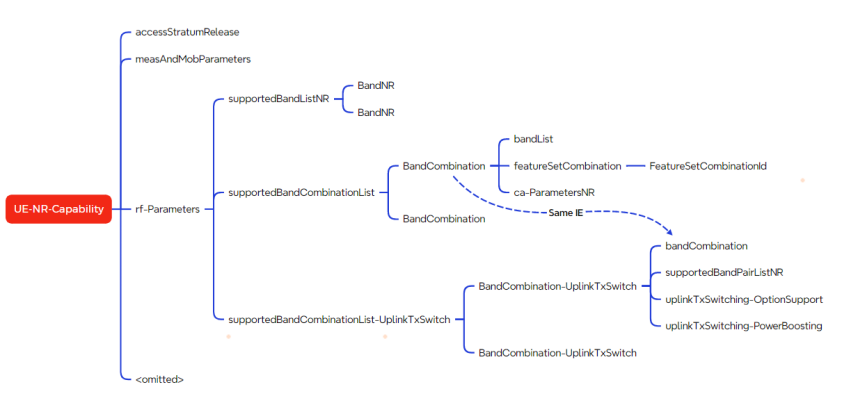 accessStratumRelease
measAndMobParameters
BandNR
supportedBandListNR
BandNR
bandList
BandCombination
featureSetCombination
FeatureSetCombinationId
supportedBandCombinationList
ca-ParametersNR
UE-NR-Capability
rf-Parameters
Same IE
BandCombination
bandCombination
supportedBandPairListNR
BandCombination-UplinkTxSwitch
uplinkTxSwitching-OptionSupport
supportedBandCombinationList-UplinkTxSwitch
uplinkTxSwitching-PowerBoosting
BandCombination-UplinkTxSwitch
<omitted>